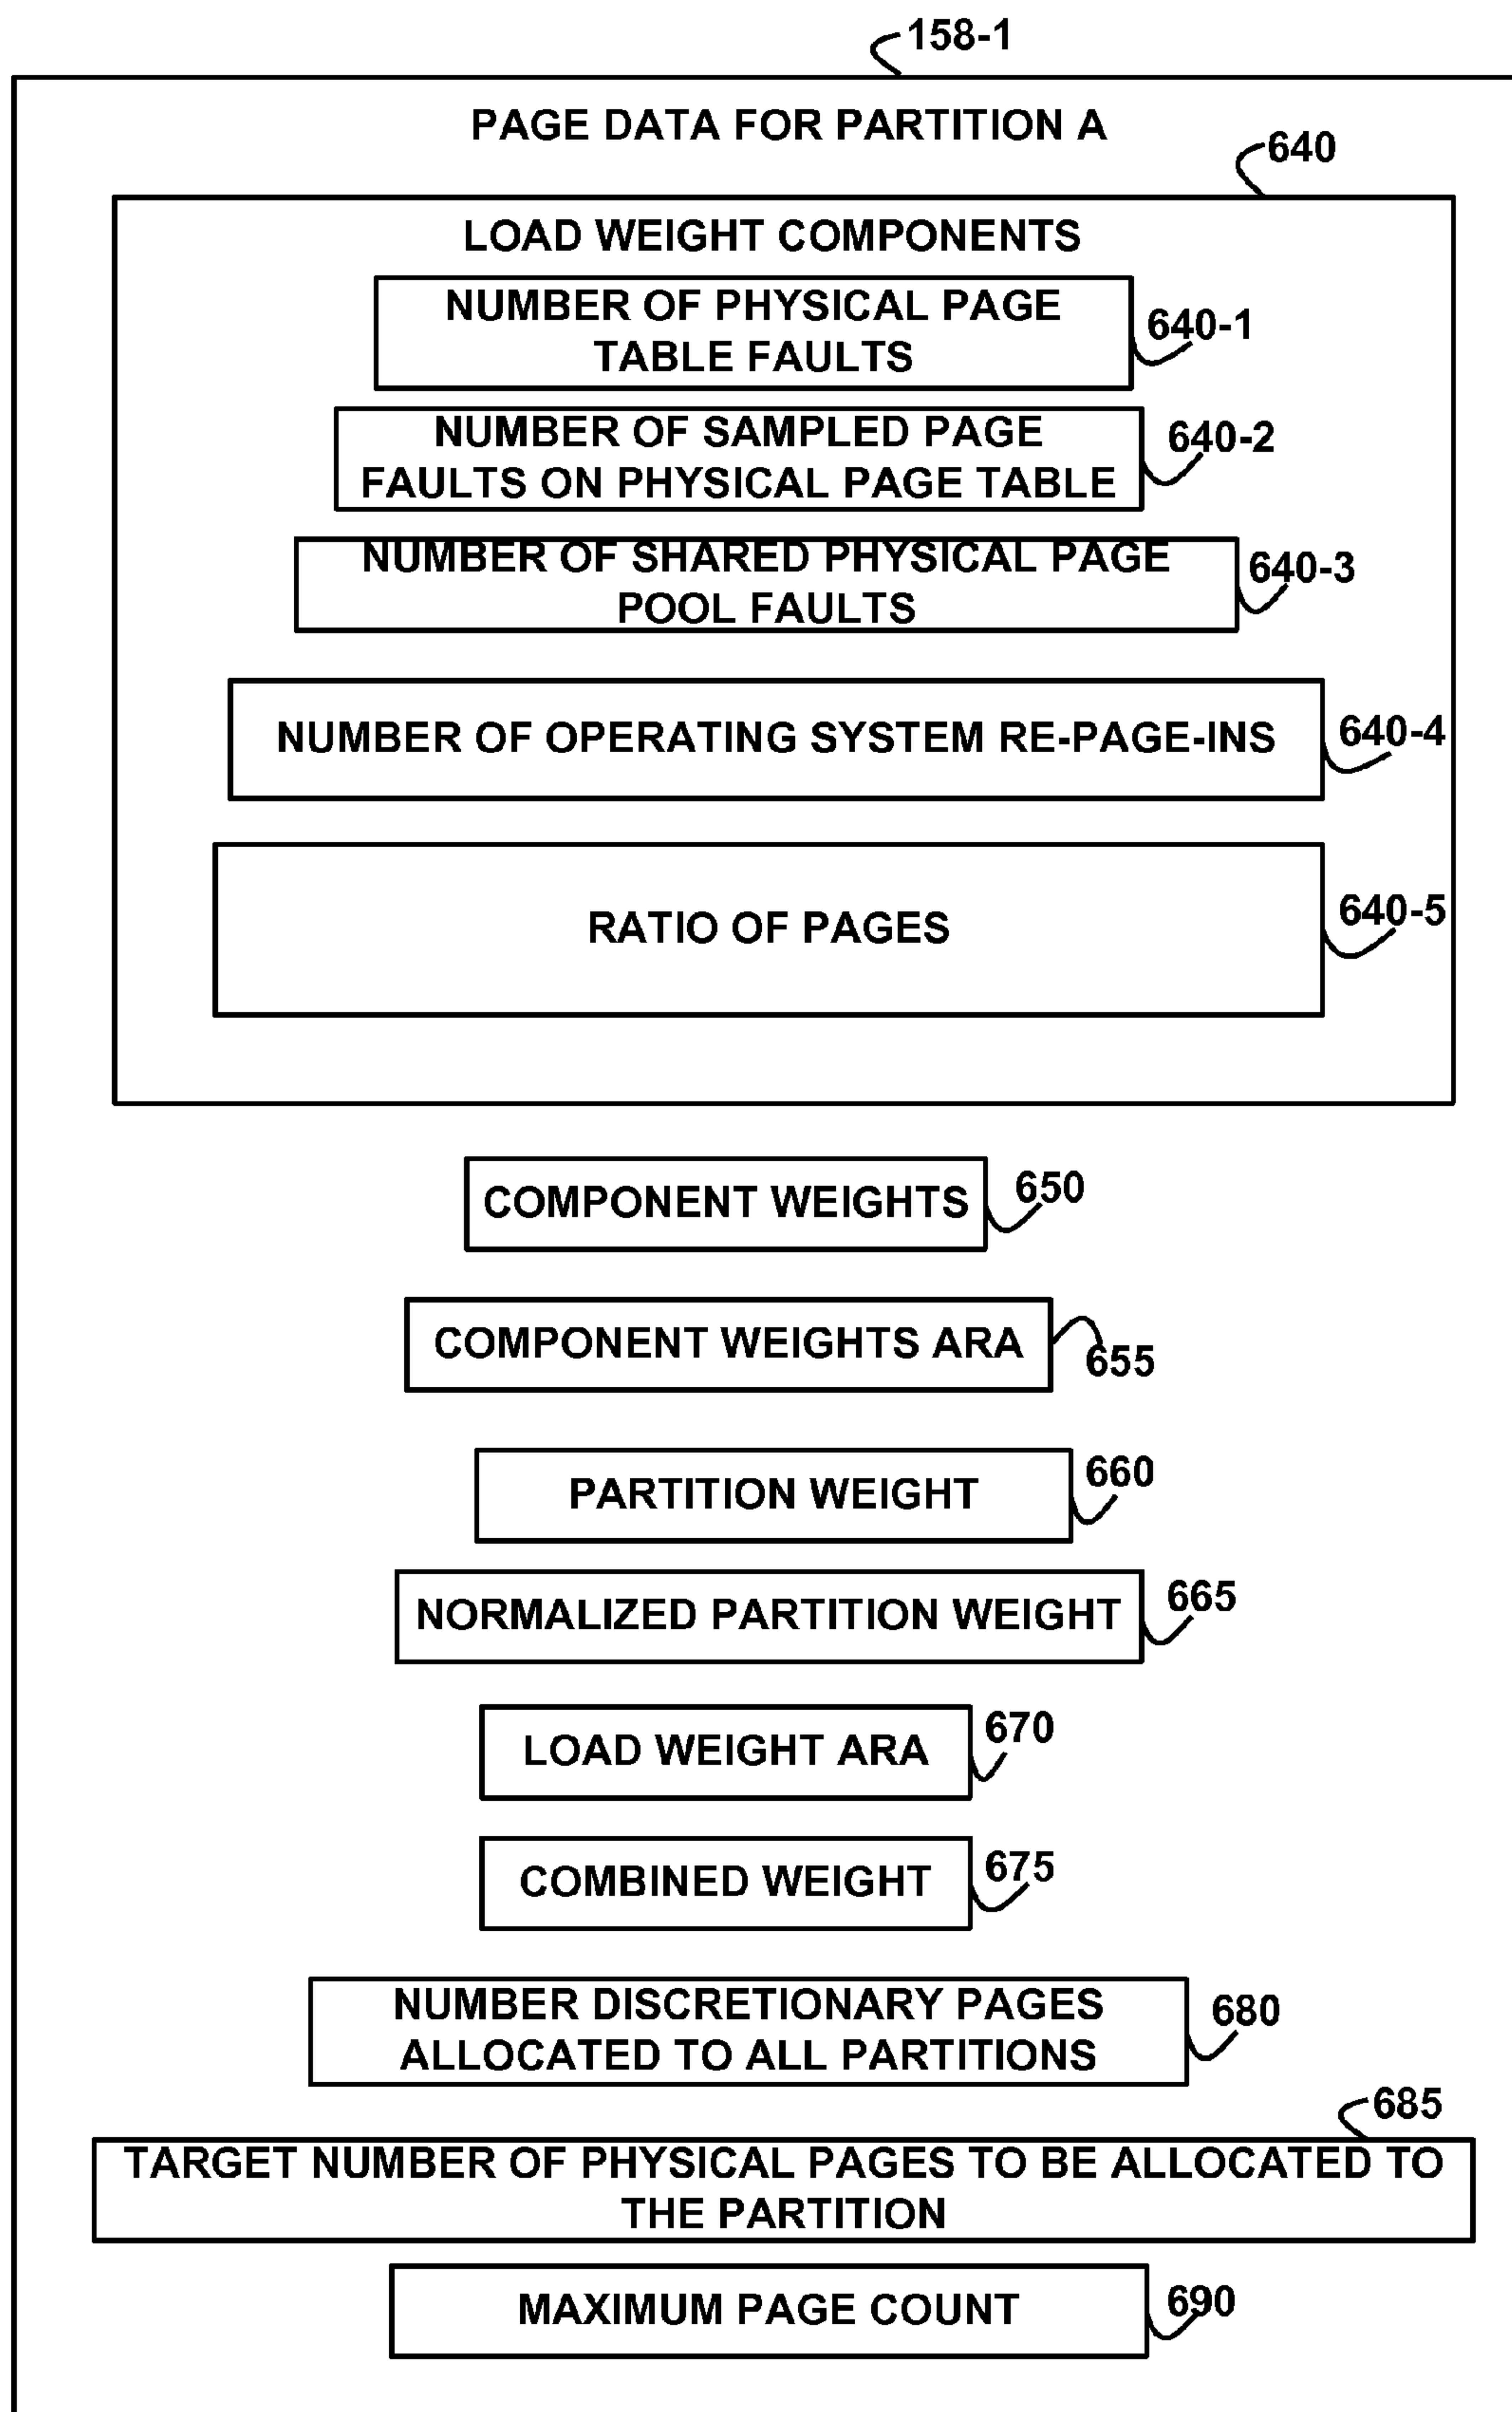 158-1
PAGE DATA FOR PARTITION A
640
LOAD WEIGHT COMPONENTS
NUMBER OF PHYSICAL PAGE
TABLE FAULTS
640-1
NUMBER OF SAMPLED PAGE
FAULTS ON PHYSICAL PAGE TABLE
640-2
NUMBER OF SHARED PHYSICAL PAGE
POOL FAULTS
640-3
NUMBER OF OPERATING SYSTEM RE-PAGE-INS
640-4
RATIO OF PAGES
640-5
COMPONENT WEIGHTS
650
COMPONENT WEIGHTS ARA
655
PARTITION WEIGHT
660
NORMALIZED PARTITION WEIGHT
665
LOAD WEIGHT ARA
670
COMBINED WEIGHT
675
NUMBER DISCRETIONARY PAGES
ALLOCATED TO ALL PARTITIONS
680
685
TARGET NUMBER OF PHYSICAL PAGES TO BE ALLOCATED TO
THE PARTITION
MAXIMUM PAGE COUNT
690